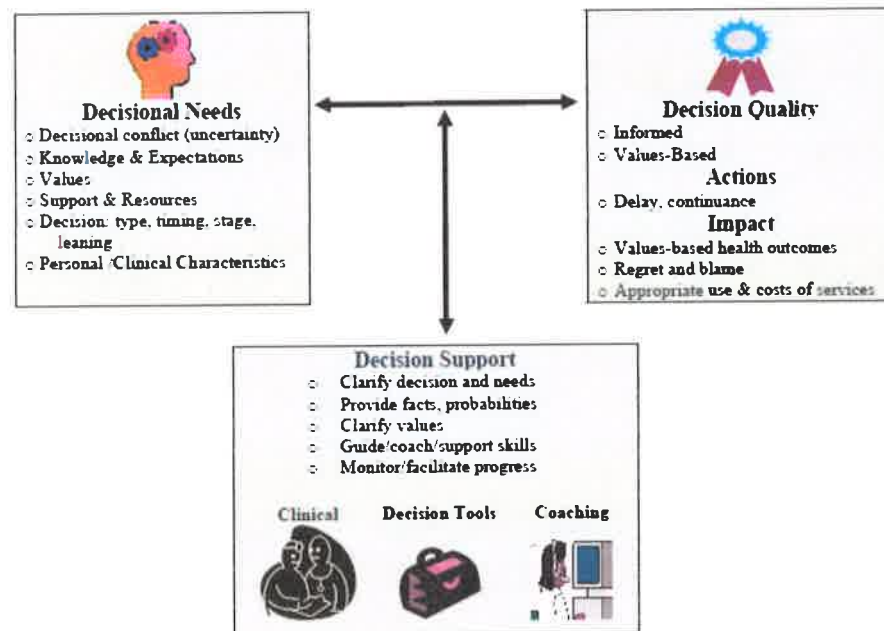 Decisional Needs
○ Decisional conflict (uncertainty)
○ Knowledge & Expectations
○ Values
○ Support & Resources
○ Decision: type, timing, stage,
leaning
○ Personal /Clinical Characteristics
Decision Quality
○ Informed
○ Values-Based
Actions
○ Delay, continuance
Impact
○ Values-based health outcomes
○ Regret and blame
○ Appropriate use & costs of services
Decision Support
○ Clarify decision and needs
○ Provide facts, probabilities
○ Clarify values
○ Guide/coach/support skills
○ Monitor/facilitate progress
Clinical Decision Tools Coaching